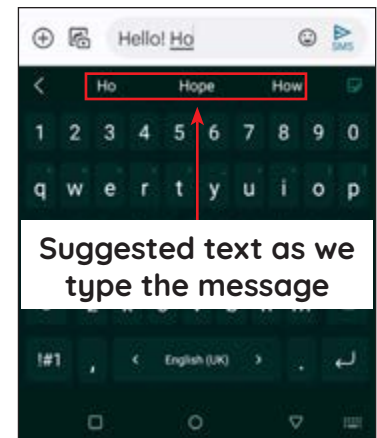 Hello! Ho
SMS
Ho Hope How
1 2 3 4 5 6 7 8 9 0
q w e r t y u i o p
Suggested text as we
type the message
!#1 , < English (UK) > .